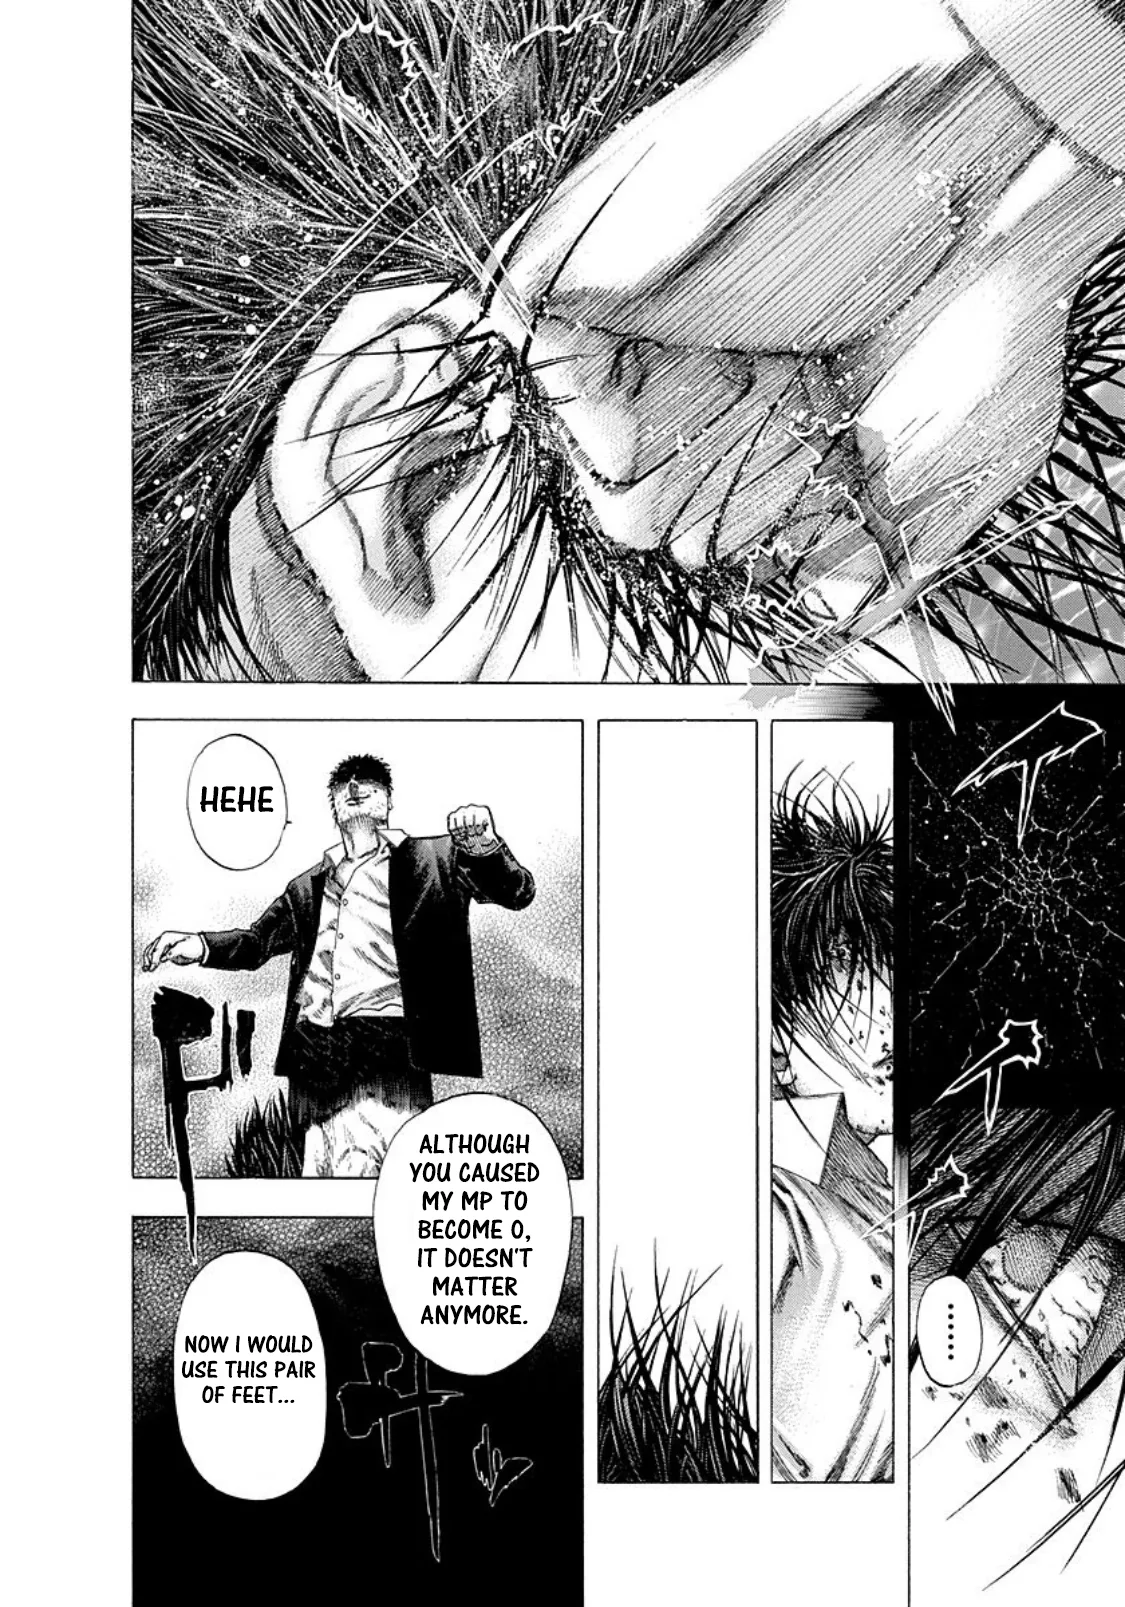 ......
HEHE
ALTHOUGH
YOU CAUSED
MY MP TO
BECOME 0,
IT DOESN'T
MATTER
ANYMORE.
NOW I WOULD
USE THIS PAIR
OF FEET...